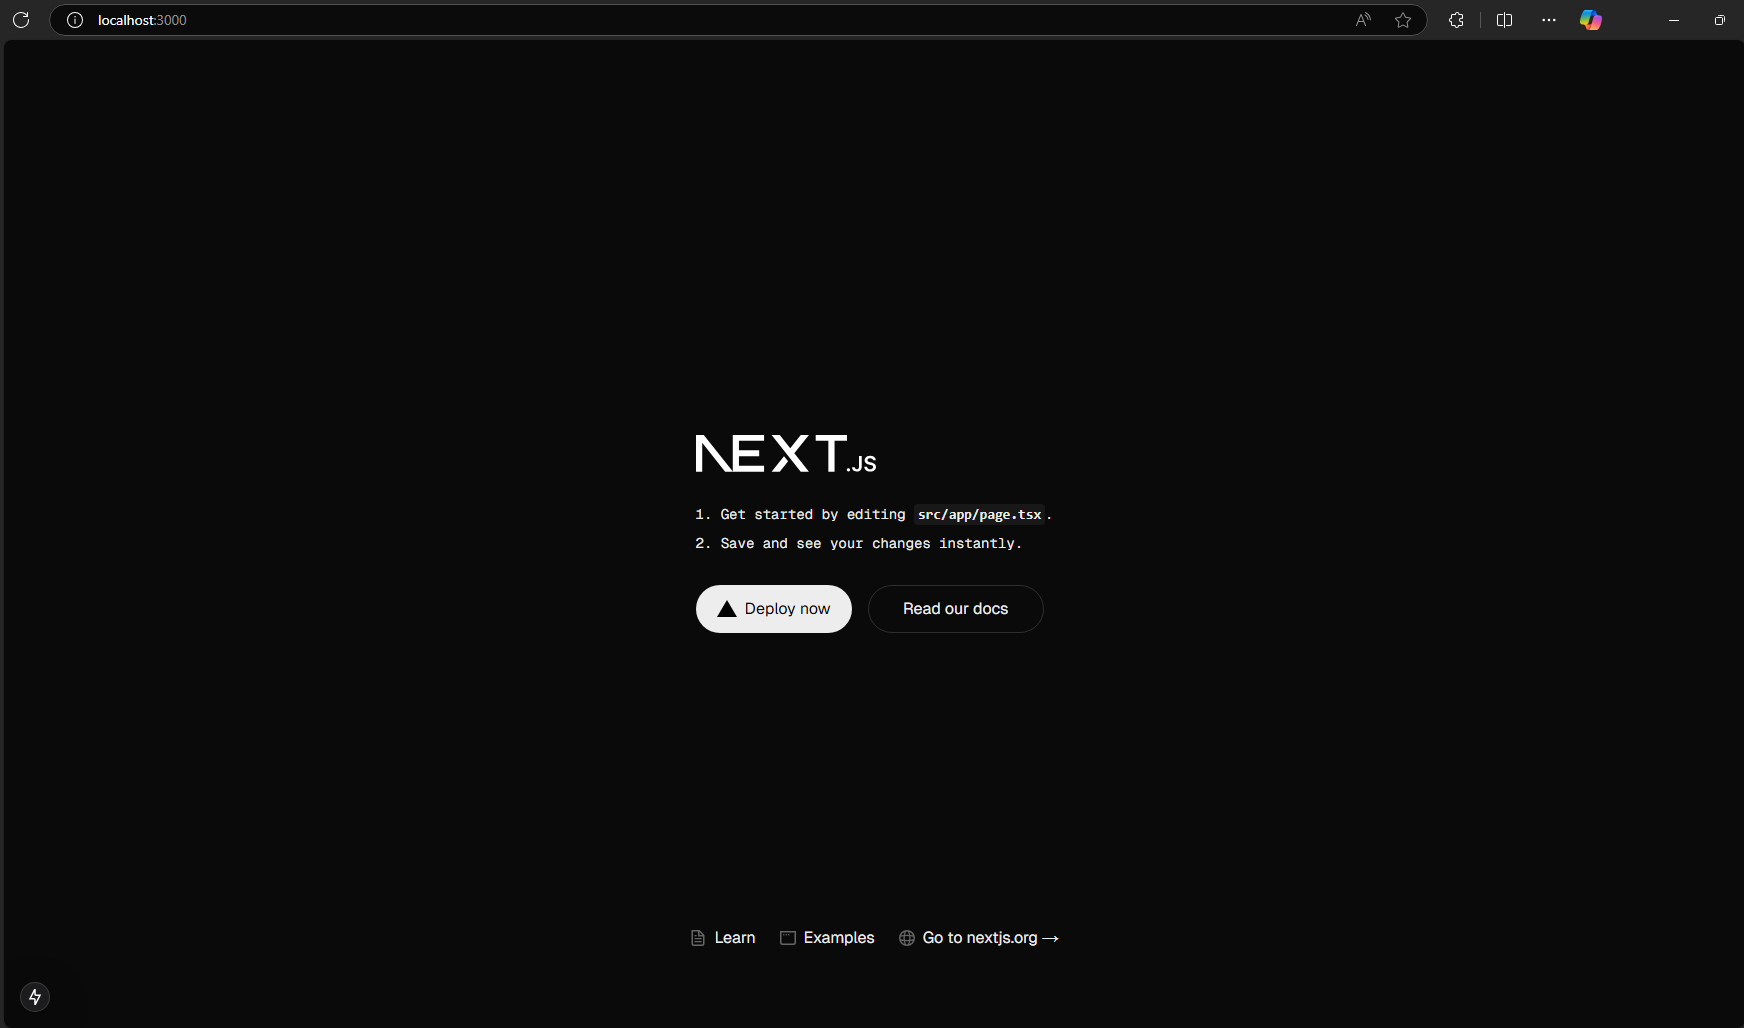 localhost:3000
NEXT.JS
1. Get started by editing src/app/page.tsx.
2. Save and see your changes instantly.
Deploy now
Read our docs
Learn
Examples
Go to nextjs.org →